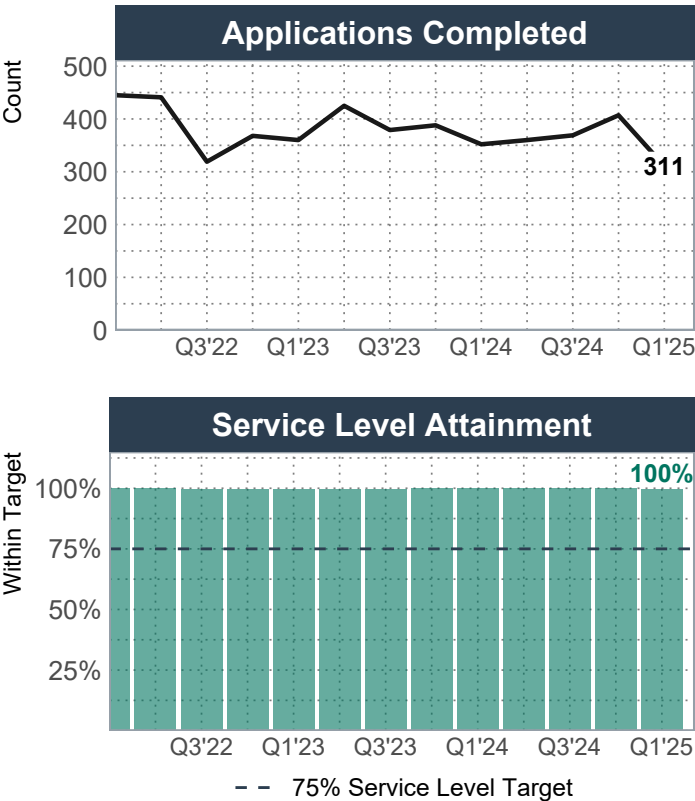 Applications Completed
Count
500
400
300
200
100
0
311
Q3'22 Q1'23 Q3'23 Q1'24 Q3'24 Q1'25
Service Level Attainment
Within Target
100%
100%
75%
50%
25%
Q3'22 Q1'23 Q3'23 Q1'24 Q3'24 Q1'25
75% Service Level Target